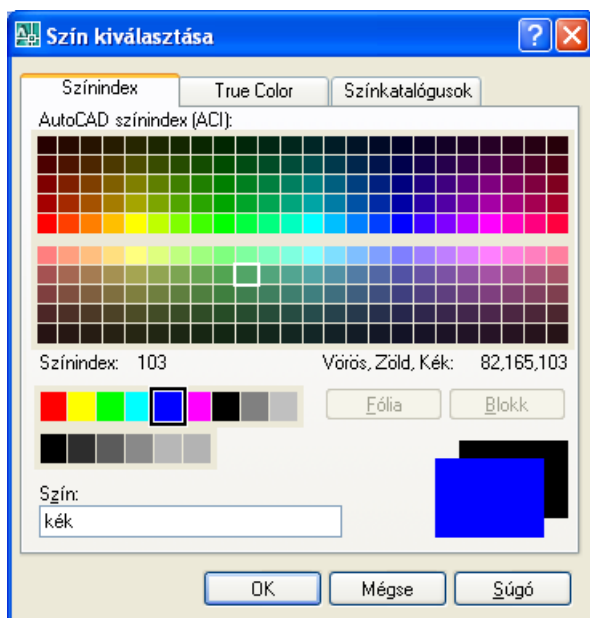 Szín kiválasztása
Színindex True Color Színkatalógusok
AutoCAD színindex (ACI):
Színindex: 103 Vörös, Zöld, Kék: 82,165,103
Fólia Blokk
Szín:
kék
OK Mégse Súgó